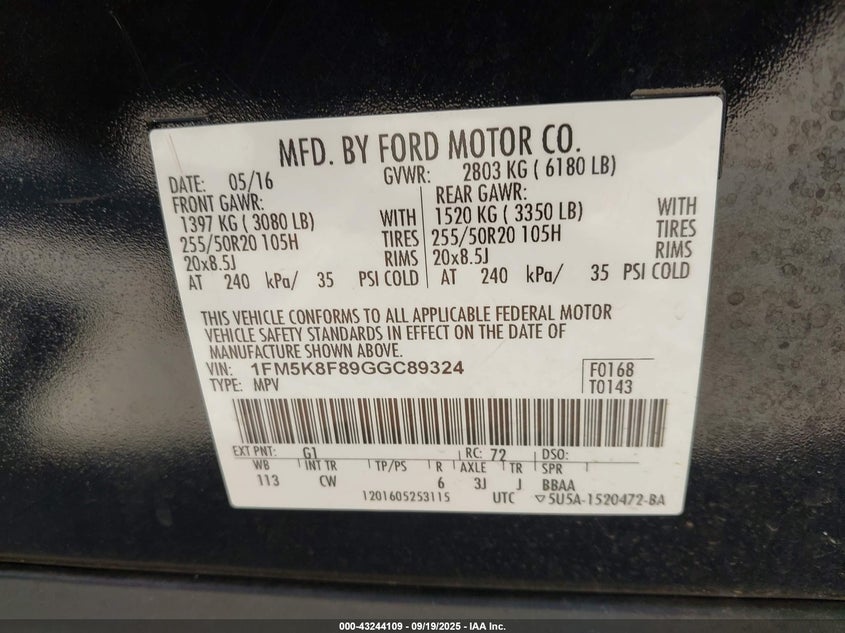 MFD. BY FORD MOTOR CO.
DATE: 05/16 GVWR: 2803 KG ( 6180 LB)
FRONT GAWR: REAR GAWR:
1397 KG ( 3080 LB) WITH 1520 KG ( 3350 LB) WITH
255/50R20 105H TIRES 255/50R20 105H TIRES
20x8.5J RIMS 20x8.5J RIMS
AT 240 kPa/ 35 PSI COLD AT 240 kPa/ 35 PSI COLD
THIS VEHICLE CONFORMS TO ALL APPLICABLE FEDERAL MOTOR
VEHICLE SAFETY STANDARDS IN EFFECT ON THE DATE OF
MANUFACTURE SHOWN ABOVE.
VIN: 1FM5K8F89GGC89324 F0168
TYPE: MPV T0143
EXT PNT: G1 RC: 72 DSO:
WB INT TR TP/PS R AXLE TR SPR
113 CW 6 3J J BBAA
1201605253115 UTC ▽5U5A-1520472-BA
000-43244109 - 09/19/2025 - IAA Inc.